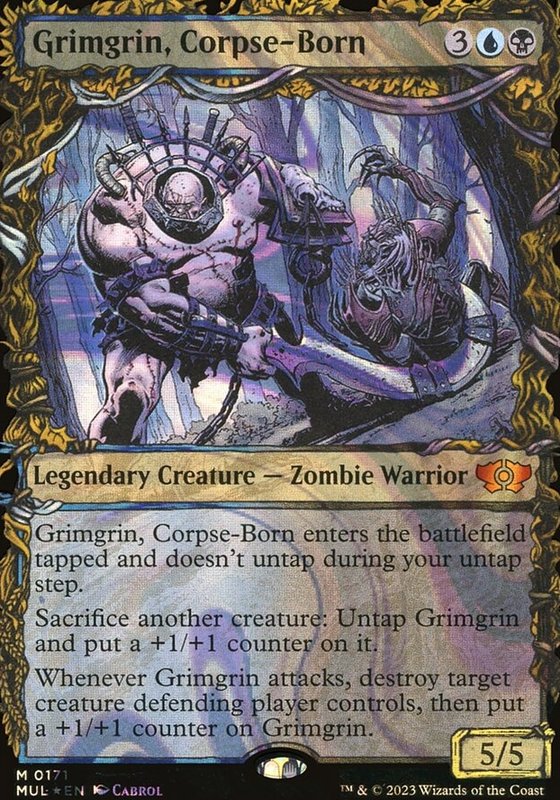 Grimgrin, Corpse-Born 3
Legendary Creature — Zombie Warrior
Grimgrin, Corpse-Born enters the battlefield
tapped and doesn't untap during your untap
step.
Sacrifice another creature: Untap Grimgrin
and put a +1/+1 counter on it.
Whenever Grimgrin attacks, destroy target
creature defending player controls, then put
a +1/+1 counter on Grimgrin.
5/5
M 0171
MUL ★ EN CABROL
™ & © 2023 Wizards of the Coast